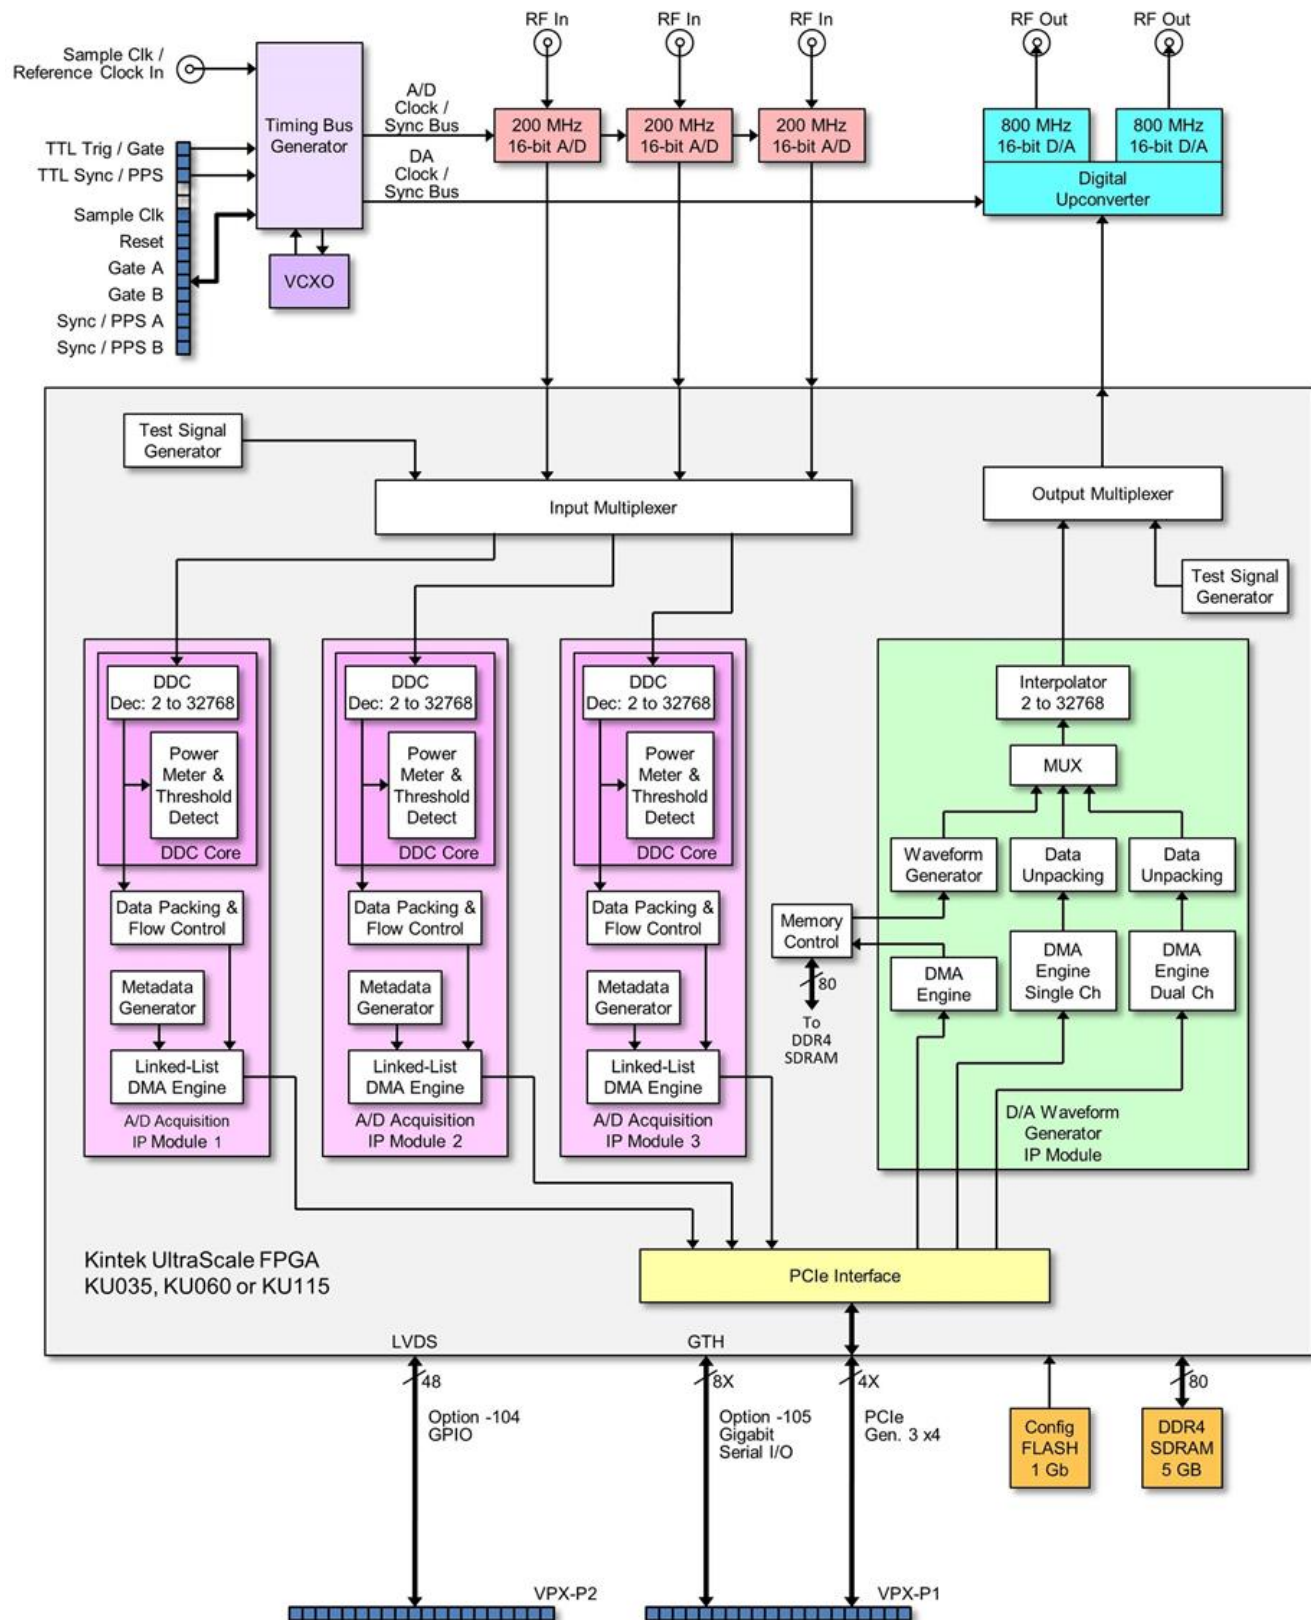 RF In
RF In
RF In
RF Out
RF Out
Sample Clk /
Reference Clock In
Timing Bus
Generator
A/D
Clock /
Sync Bus
DA
Clock /
Sync Bus
200 MHz
16-bit A/D
200 MHz
16-bit A/D
200 MHz
16-bit A/D
800 MHz
16-bit D/A
800 MHz
16-bit D/A
Digital
Upconverter
TTL Trig / Gate
TTL Sync / PPS
Sample Clk
Reset
Gate A
Gate B
Sync / PPS A
Sync / PPS B
VCXO
Test Signal
Generator
Input Multiplexer
Output Multiplexer
Test Signal
Generator
DDC
Dec: 2 to 32768
Power
Meter &
Threshold
Detect
DDC Core
Data Packing &
Flow Control
Metadata
Generator
Linked-List
DMA Engine
A/D Acquisition
IP Module 1
DDC
Dec: 2 to 32768
Power
Meter &
Threshold
Detect
DDC Core
Data Packing &
Flow Control
Metadata
Generator
Linked-List
DMA Engine
A/D Acquisition
IP Module 2
DDC
Dec: 2 to 32768
Power
Meter &
Threshold
Detect
DDC Core
Data Packing &
Flow Control
Metadata
Generator
Linked-List
DMA Engine
A/D Acquisition
IP Module 3
Memory
Control
80
To
DDR4
SDRAM
Interpolator
2 to 32768
MUX
Waveform
Generator
Data
Unpacking
Data
Unpacking
DMA
Engine
DMA
Engine
Single Ch
DMA
Engine
Dual Ch
D/A Waveform
Generator
IP Module
Kintek UltraScale FPGA
KU035, KU060 or KU115
PCIe Interface
LVDS
GTH
48
8X
4X
80
Option -104
GPIO
Option -105
Gigabit
Serial I/O
PCIe
Gen. 3 x4
Config
FLASH
1 Gb
DDR4
SDRAM
5 GB
VPX-P2
VPX-P1